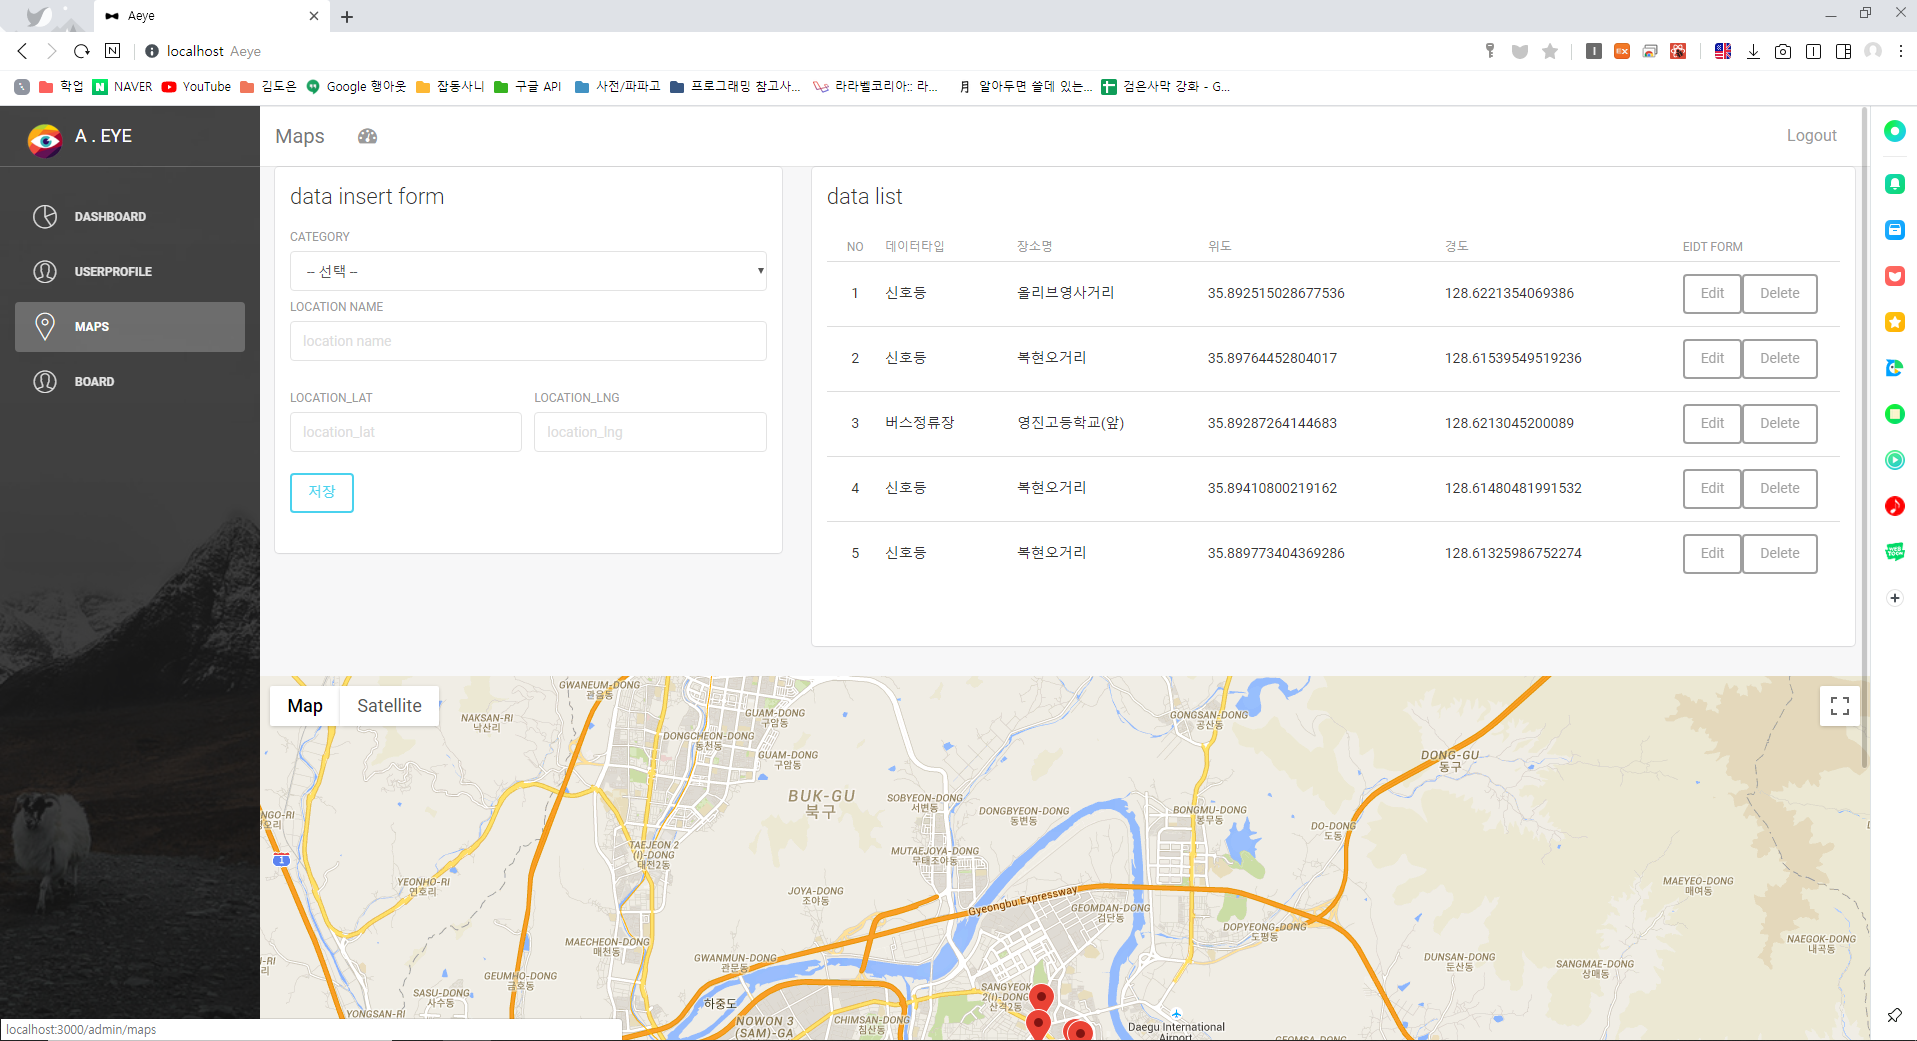 Aeye
localhost Aeye
학업
NAVER
YouTube
김도은
Google 행아웃
잡동사니
구글 API
사전/파파고
프로그래밍 참고사...
라라벨코리아:: 라...
알아두면 쓸데 있는...
검은사막 강화 - G...
A . EYE
Maps
Logout
DASHBOARD
USERPROFILE
MAPS
BOARD
data insert form
CATEGORY
-- 선택 --
LOCATION NAME
location name
LOCATION_LAT LOCATION_LNG
location_lat location_lng
저장
data list
NO 데이터타입 장소명 위도 경도 EIDT FORM
1 신호등 올리브영사거리 35.892515028677536 128.6221354069386 Edit Delete
2 신호등 복현오거리 35.89764452804017 128.61539549519236 Edit Delete
3 버스정류장 영진고등학교(앞) 35.89287264144683 128.6213045200089 Edit Delete
4 신호등 복현오거리 35.89410800219162 128.61480481991532 Edit Delete
5 신호등 복현오거리 35.889773404369286 128.61325986752274 Edit Delete
Map Satellite
GWANEUM-DONG
관음동
NAKSAN-RI
낙산리
GUAM-DONG
구암동
DONGCHEON-DONG
동천동
GUAM-DONG
구암동
GONGSAN-DONG
공산동
DONG-GU
동구
BUK-GU
북구
SOBYEON-DONG
서변동
DONGBYEON-DONG
동변동
BONGMU-DONG
봉무동
DO-DONG
도동
NGO-RI
TAEJEON 2
(I)-DONG
태전2동
MUTAEJOYA-DONG
무태조야동
1
YEONHO-RI
연호리
JOYA-DONG
조야동
MAEYEO-DONG
매여동
Gyeongbu Expressway
GEOMDAN-DONG
검단동
DOPYEONG-DONG
도평동
MAECHEON-DONG
매천동
NAEGOK-DONG
내곡동
GWANMUN-DONG
관문동
DUNSAN-DONG
둔산동
SANGMAE-DONG
상매동
GEUMHO-DONG
금호동
SASU-DONG
사수동
하중도
SANGYEOK
2(I)-DONG
산격2동
YONGSAN-RI
NOWON 3
(SAM)-GA
CHIMSAN-DONG
침산동
Daegu International
Airport
GEOMSA-DONG
localhost:3000/admin/maps